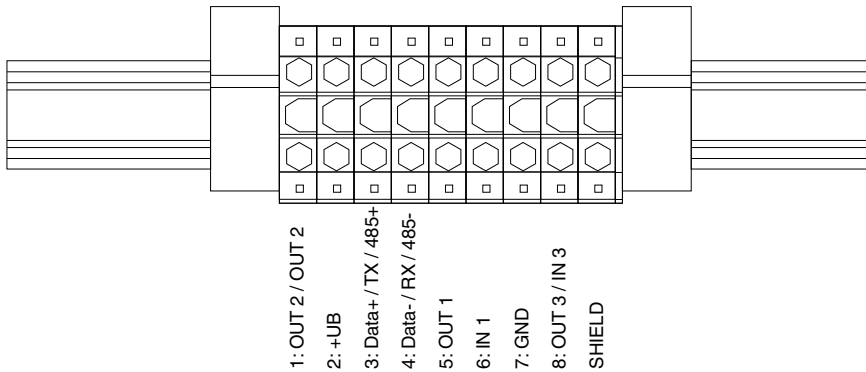 1: OUT 2 / OUT 2
2: +UB
3: Data+ / TX / 485+
4: Data- / RX / 485-
5: OUT 1
6: IN 1
7: GND
8: OUT 3 / IN 3
SHIELD